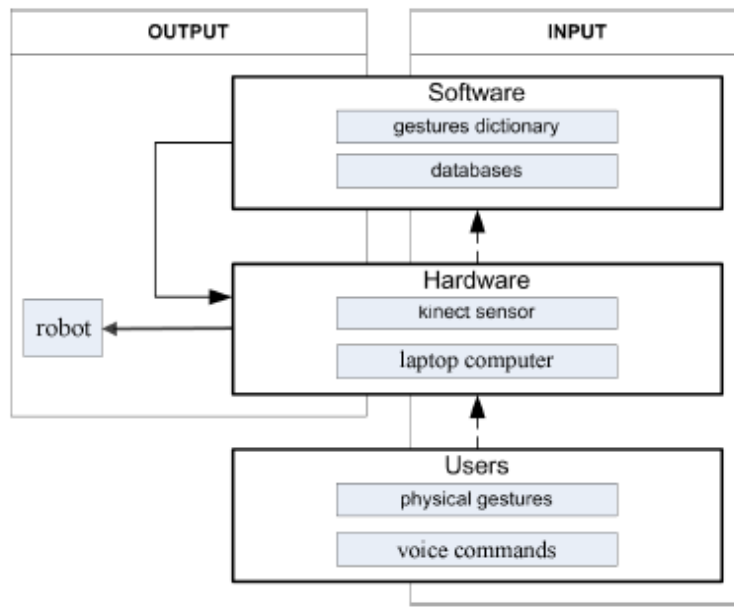 OUTPUT
INPUT
Software
gestures dictionary
databases
Hardware
kinect sensor
robot
laptop computer
Users
physical gestures
voice commands